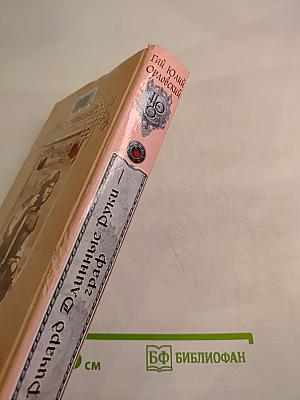 Гай Юлий
Орловский
Ричард Длинные Руки —
граф
см
БФ БИБЛИОФАН